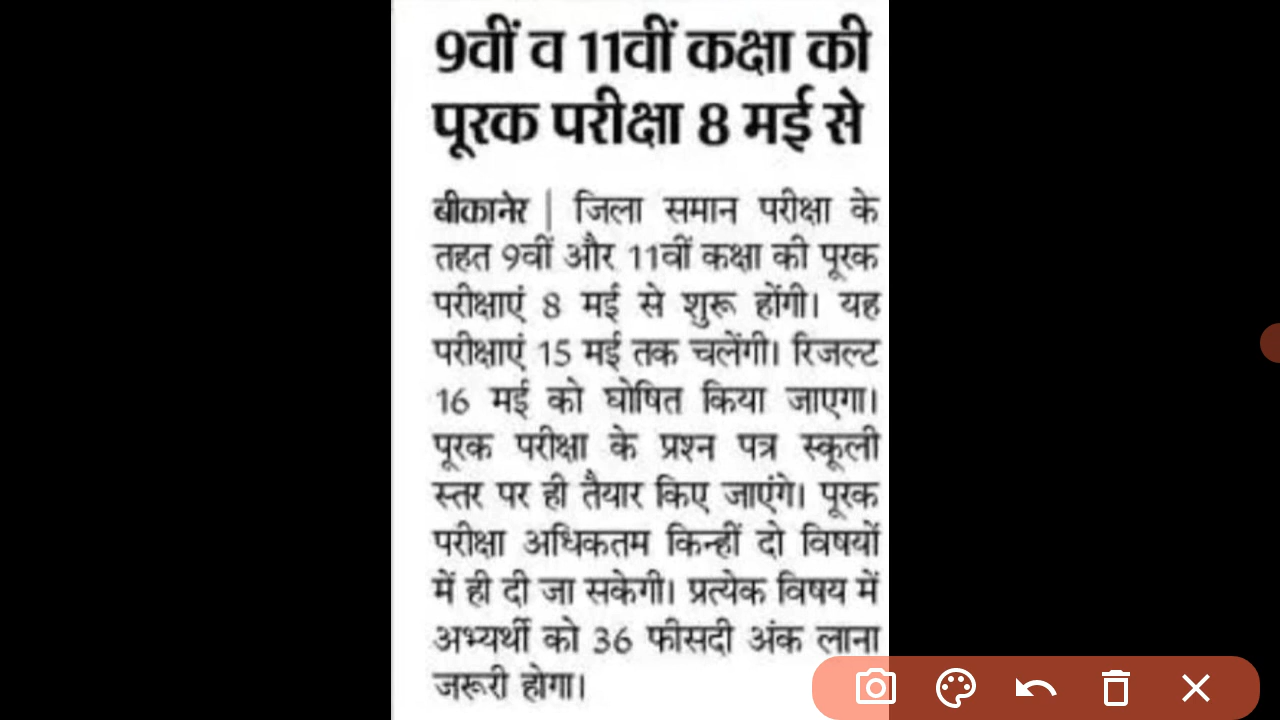 9वीं व 11वीं कक्षा की
पूरक परीक्षा 8 मई से
बीकानेर | जिला समान परीक्षा के
तहत 9वीं और 11वीं कक्षा की पूरक
परीक्षाएं 8 मई से शुरू होंगी। यह
परीक्षाएं 15 मई तक चलेंगी। रिजल्ट
16 मई को घोषित किया जाएगा।
पूरक परीक्षा के प्रश्न पत्र स्कूली
स्तर पर ही तैयार किए जाएंगे। पूरक
परीक्षा अधिकतम किन्हीं दो विषयों
में ही दी जा सकेगी। प्रत्येक विषय में
अभ्यर्थी को 36 फीसदी अंक लाना
जरूरी होगा।